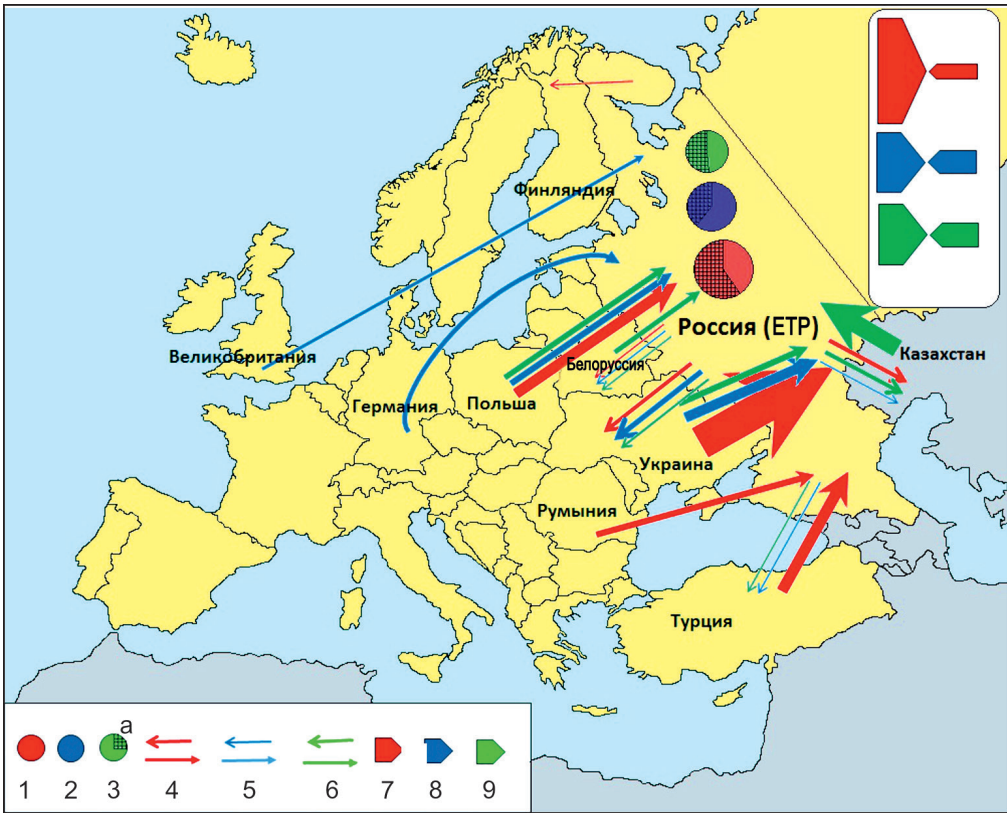 Финляндия
Великобритания
Германия
Польша
Белоруссия
Россия (ЕТР)
Казахстан
Украина
Румыния
Турция
а
1 2 3 4 5 6 7 8 9